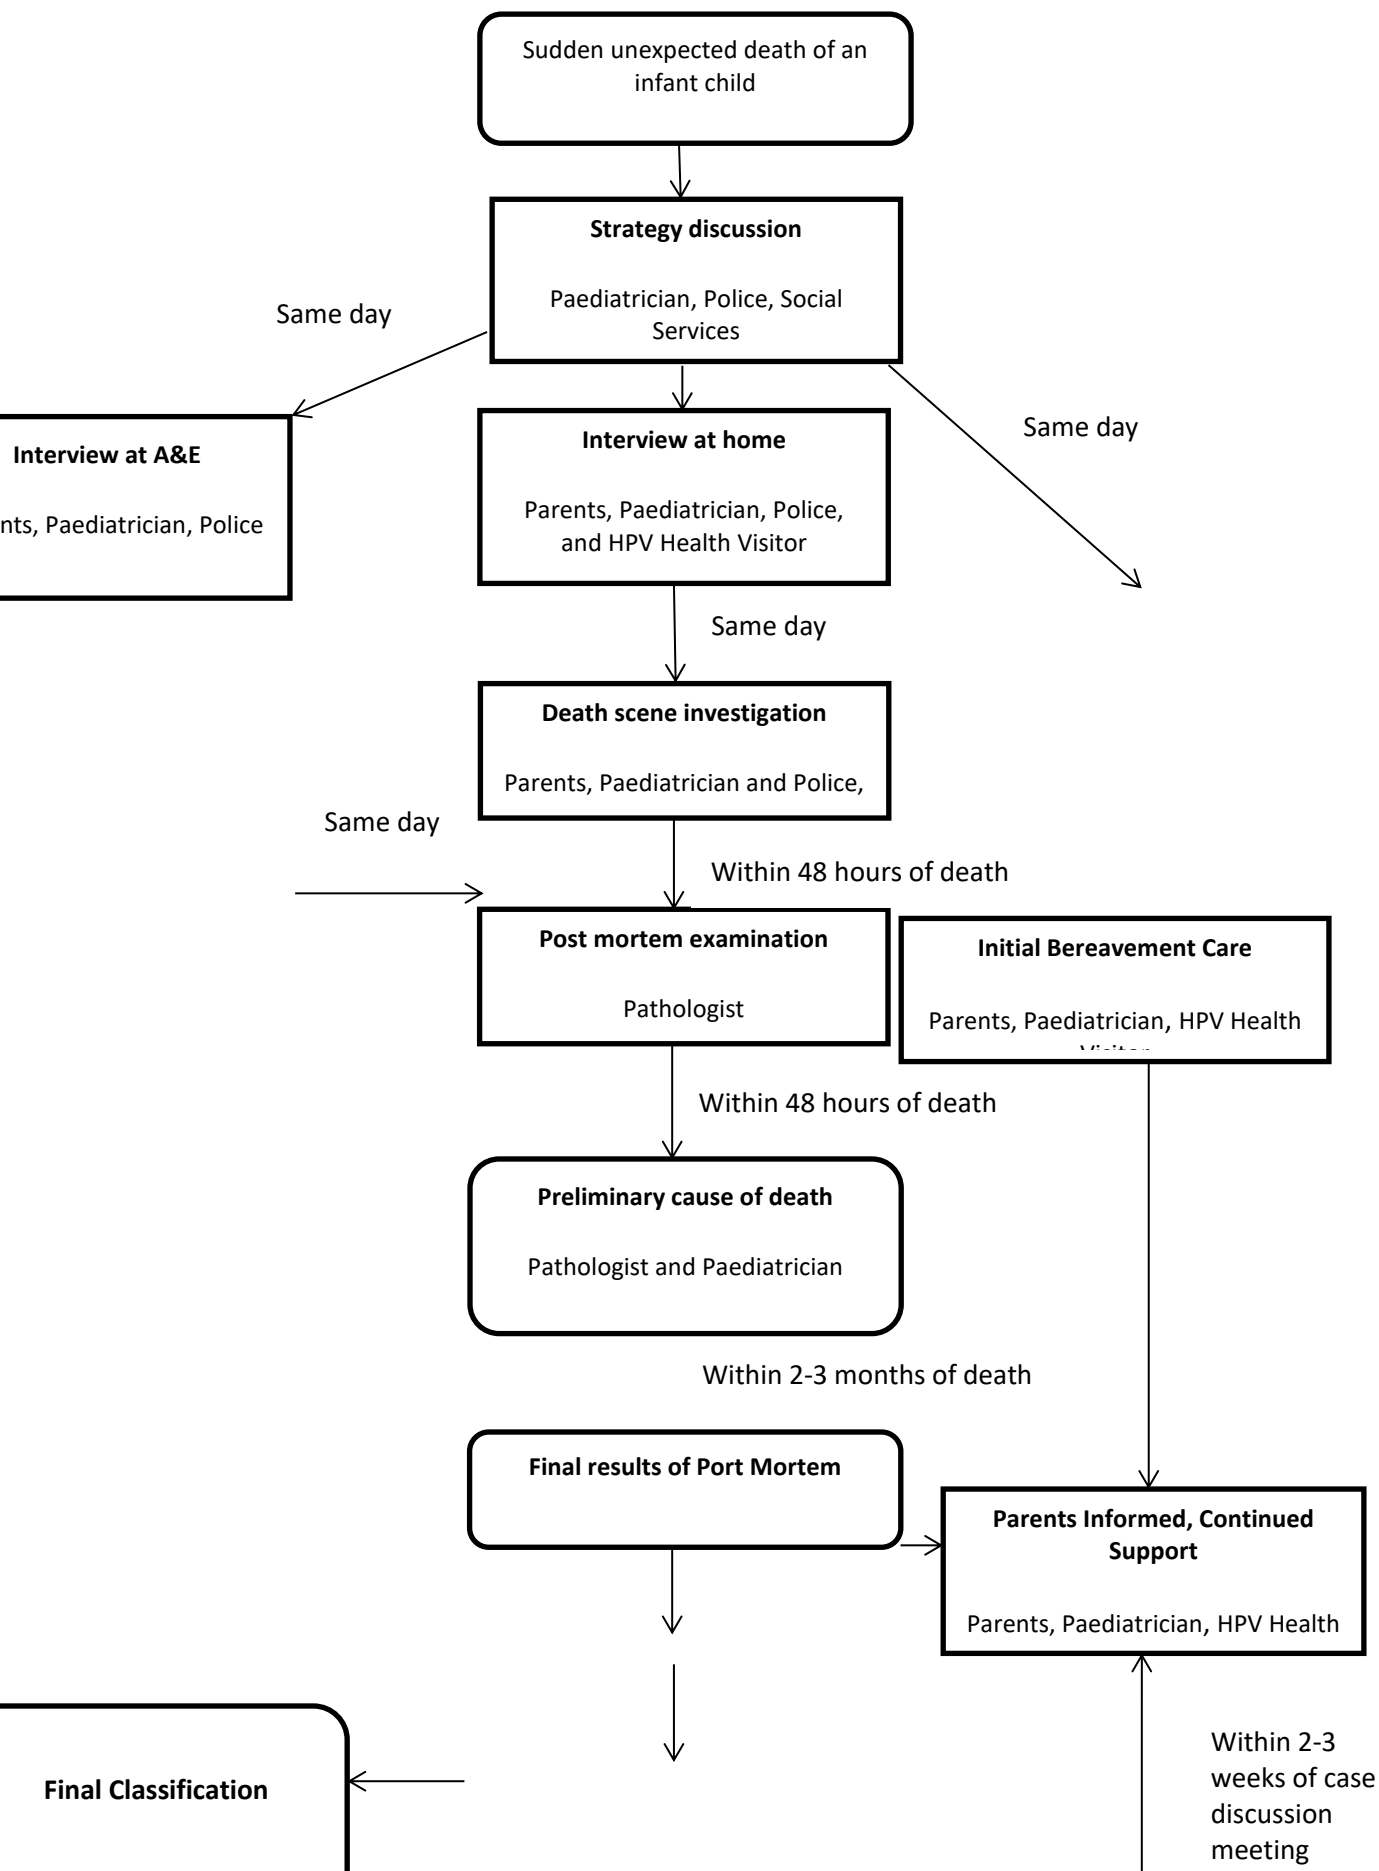 Sudden unexpected death of an
infant child
Strategy discussion
Paediatrician, Police, Social
Services
Same day
Same day
Interview at A&E
nts, Paediatrician, Police
Interview at home
Parents, Paediatrician, Police,
and HPV Health Visitor
Same day
Death scene investigation
Parents, Paediatrician and Police,
Same day
Within 48 hours of death
Post mortem examination
Pathologist
Initial Bereavement Care
Parents, Paediatrician, HPV Health
Within 48 hours of death
Preliminary cause of death
Pathologist and Paediatrician
Within 2-3 months of death
Final results of Port Mortem
Parents Informed, Continued
Support
Parents, Paediatrician, HPV Health
Final Classification
Within 2-3
weeks of case
discussion
meeting